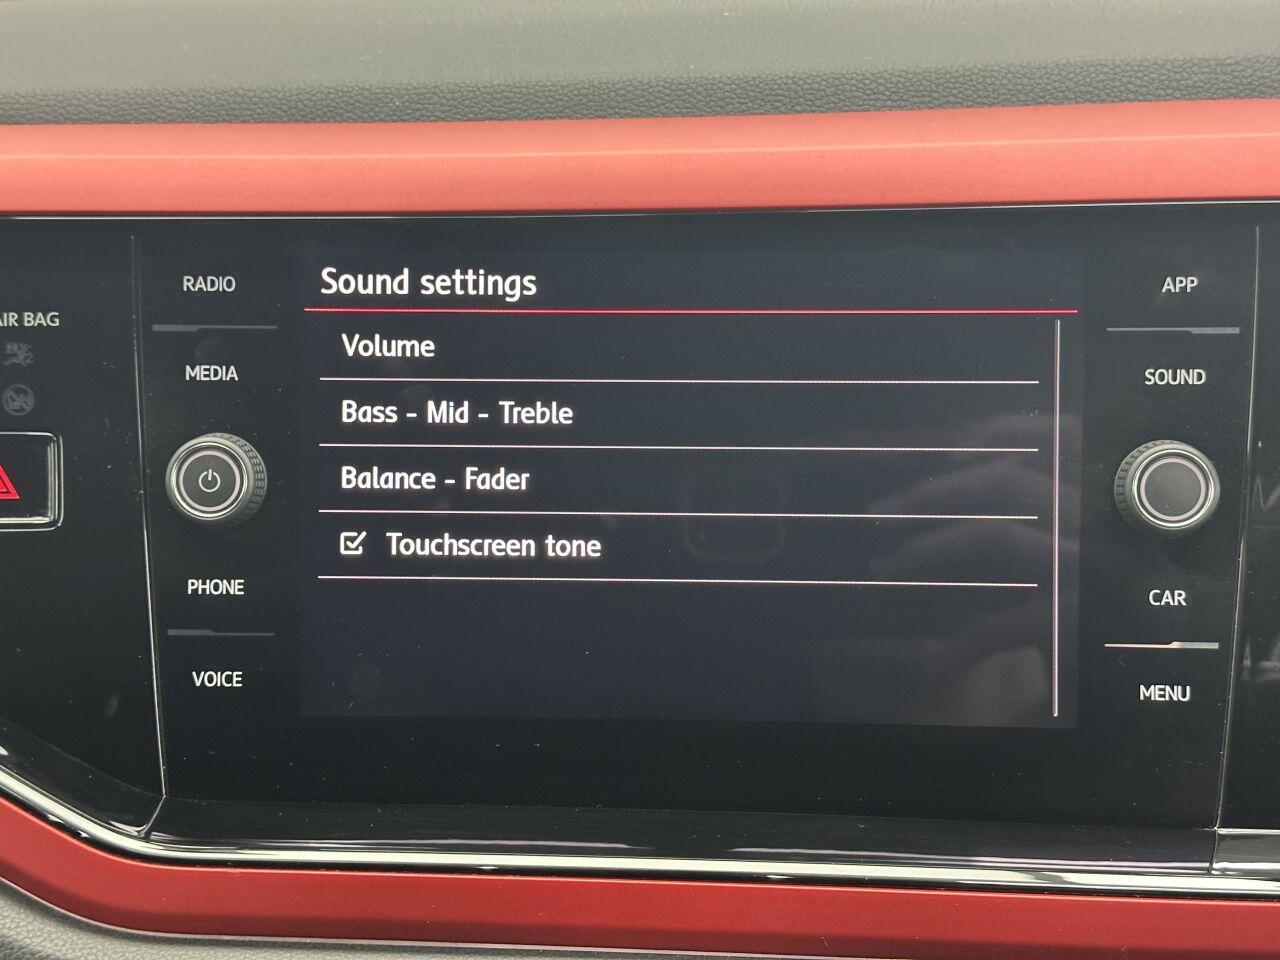 AIR BAG
RADIO
MEDIA
PHONE
VOICE
Sound settings
Volume
Bass - Mid - Treble
Balance - Fader
Touchscreen tone
APP
SOUND
CAR
MENU